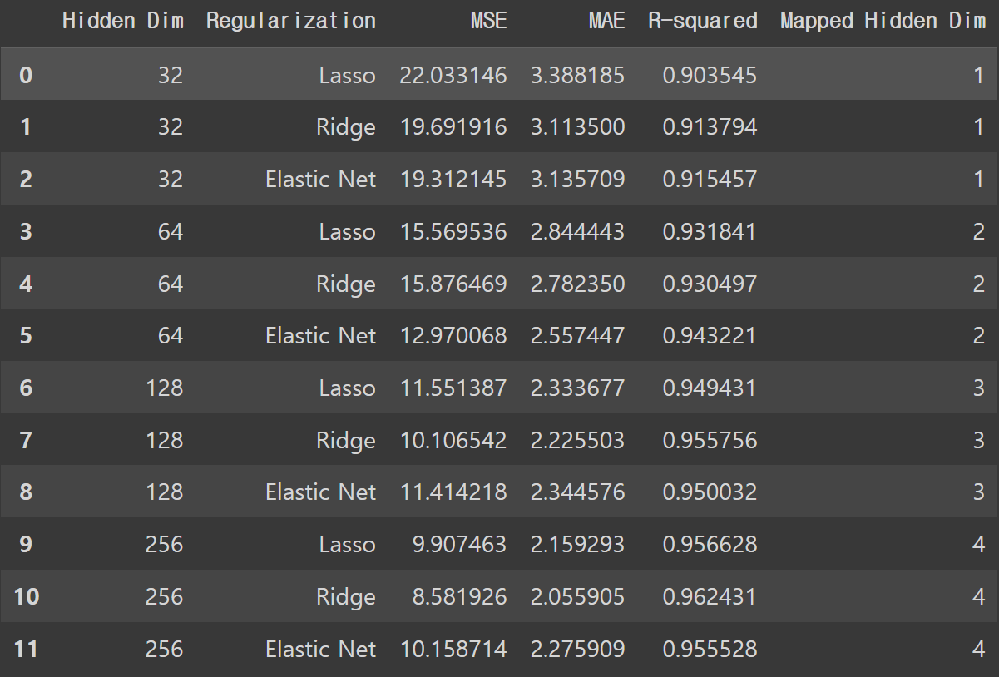 Hidden Dim Regularization MSE MAE R-squared Mapped Hidden Dim
0 32 Lasso 22.033146 3.388185 0.903545 1
1 32 Ridge 19.691916 3.113500 0.913794 1
2 32 Elastic Net 19.312145 3.135709 0.915457 1
3 64 Lasso 15.569536 2.844443 0.931841 2
4 64 Ridge 15.876469 2.782350 0.930497 2
5 64 Elastic Net 12.970068 2.557447 0.943221 2
6 128 Lasso 11.551387 2.333677 0.949431 3
7 128 Ridge 10.106542 2.225503 0.955756 3
8 128 Elastic Net 11.414218 2.344576 0.950032 3
9 256 Lasso 9.907463 2.159293 0.956628 4
10 256 Ridge 8.581926 2.055905 0.962431 4
11 256 Elastic Net 10.158714 2.275909 0.955528 4